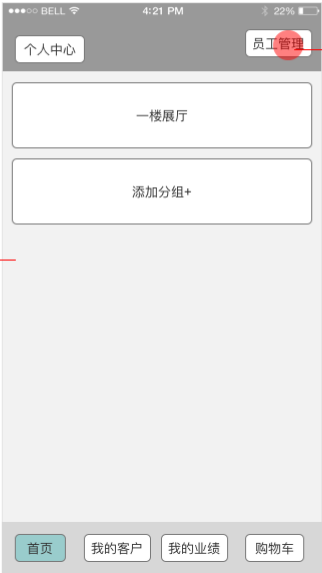 BELL 4:21 PM 22%
个人中心 员工管理
一楼展厅
添加分组+
首页 我的客户 我的业绩 购物车